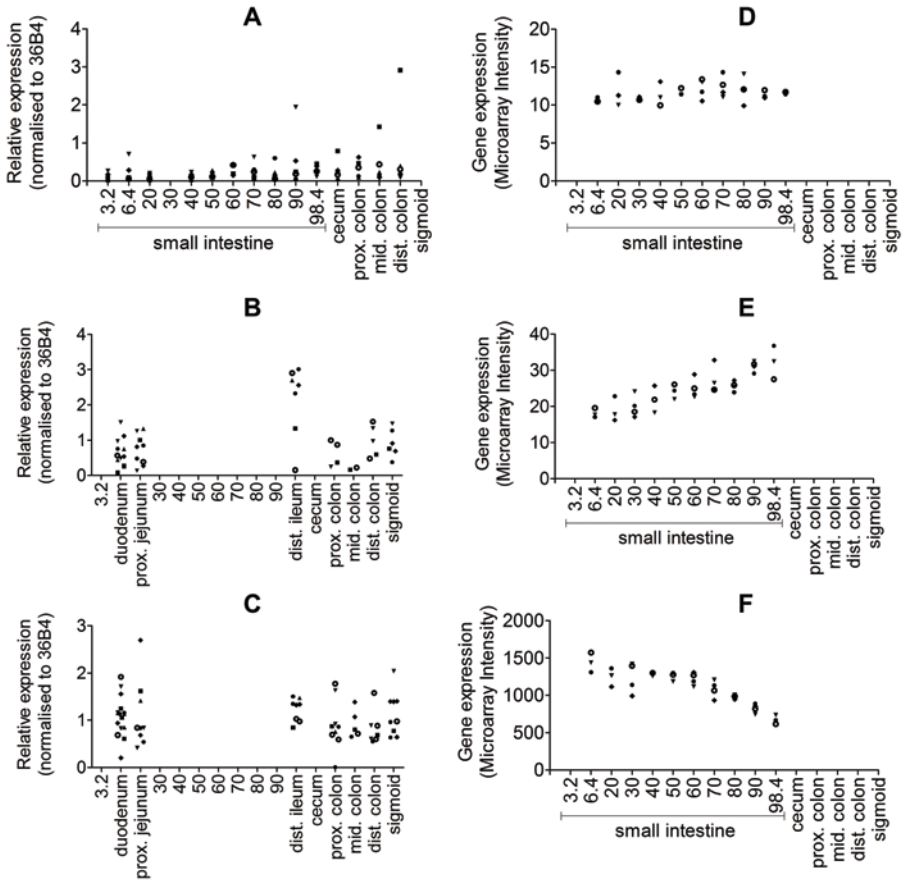 A
Relative expression
(normalised to 36B4)
4
3
2
1
0
3.2
6.4
20
30
40
50
60
70
80
90
98.4
cecum
prox. colon
mid. colon
dist. colon
sigmoid
small intestine
D
Gene expression
(Microarray Intensity)
20
15
10
5
0
3.2
6.4
20
30
40
50
60
70
80
90
98.4
cecum
prox. colon
mid. colon
dist. colon
sigmoid
small intestine
B
Relative expression
(normalised to 36B4)
4
3
2
1
0
3.2
duodenum
prox. jejunum
30
40
50
60
70
80
90
dist. ileum
cecum
prox. colon
mid. colon
dist. colon
sigmoid
E
Gene expression
(Microarray Intensity)
40
30
20
10
0
3.2
6.4
20
30
40
50
60
70
80
90
98.4
cecum
prox. colon
mid. colon
dist. colon
sigmoid
small intestine
C
Relative expression
(normalised to 36B4)
3
2
1
0
3.2
duodenum
prox. jejunum
30
40
50
60
70
80
90
dist. ileum
cecum
prox. colon
mid. colon
dist. colon
sigmoid
F
Gene expression
(Microarray Intensity)
2000
1500
1000
500
0
3.2
6.4
20
30
40
50
60
70
80
90
98.4
cecum
prox. colon
mid. colon
dist. colon
sigmoid
small intestine